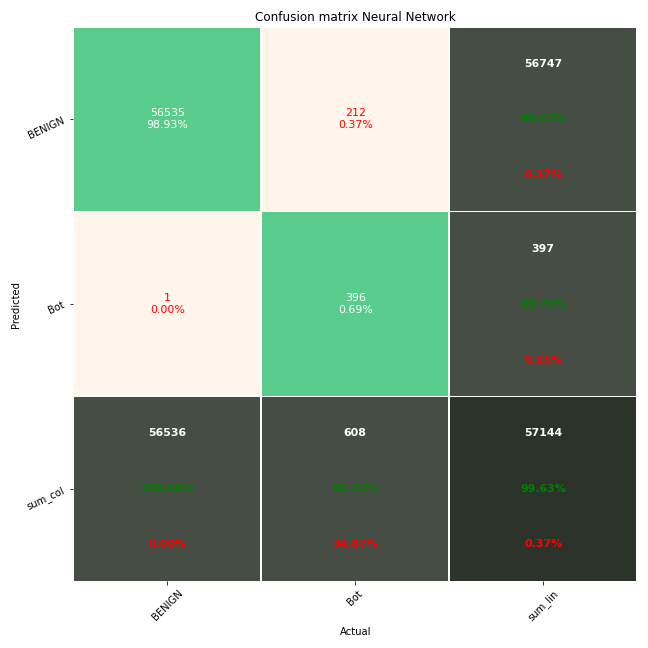 Confusion matrix Neural Network
BENIGN
56535
98.93%
212
0.37%
56747
99.63%
0.37%
Predicted
Bot
1
0.00%
396
0.69%
397
99.75%
0.25%
sum_col
56536
100.00%
0.00%
608
65.13%
34.87%
57144
99.63%
0.37%
BENIGN
Bot
sum_lin
Actual